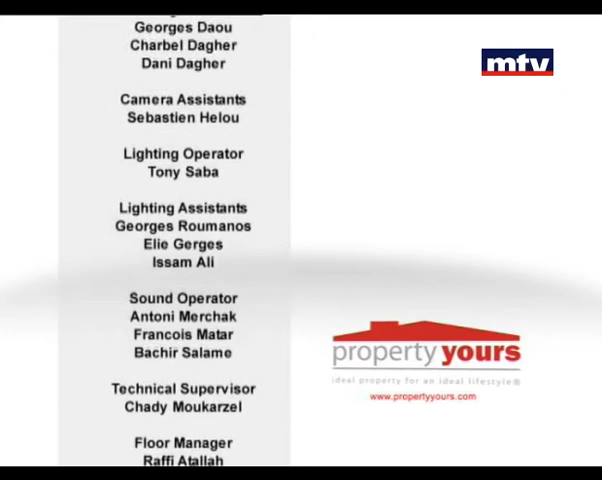 Georges Daou
Charbel Dagher
Dani Dagher
Camera Assistants
Sebastien Helou
Lighting Operator
Tony Saba
Lighting Assistants
Georges Roumanos
Elie Gerges
Issam Ali
Sound Operator
Antoni Merchak
Francois Matar
Bachir Salame
Technical Supervisor
Chady Moukarzel
Floor Manager
Raffi Atallah
mtv
property yours
ideal property for an ideal lifestyle®
www.propertyyours.com